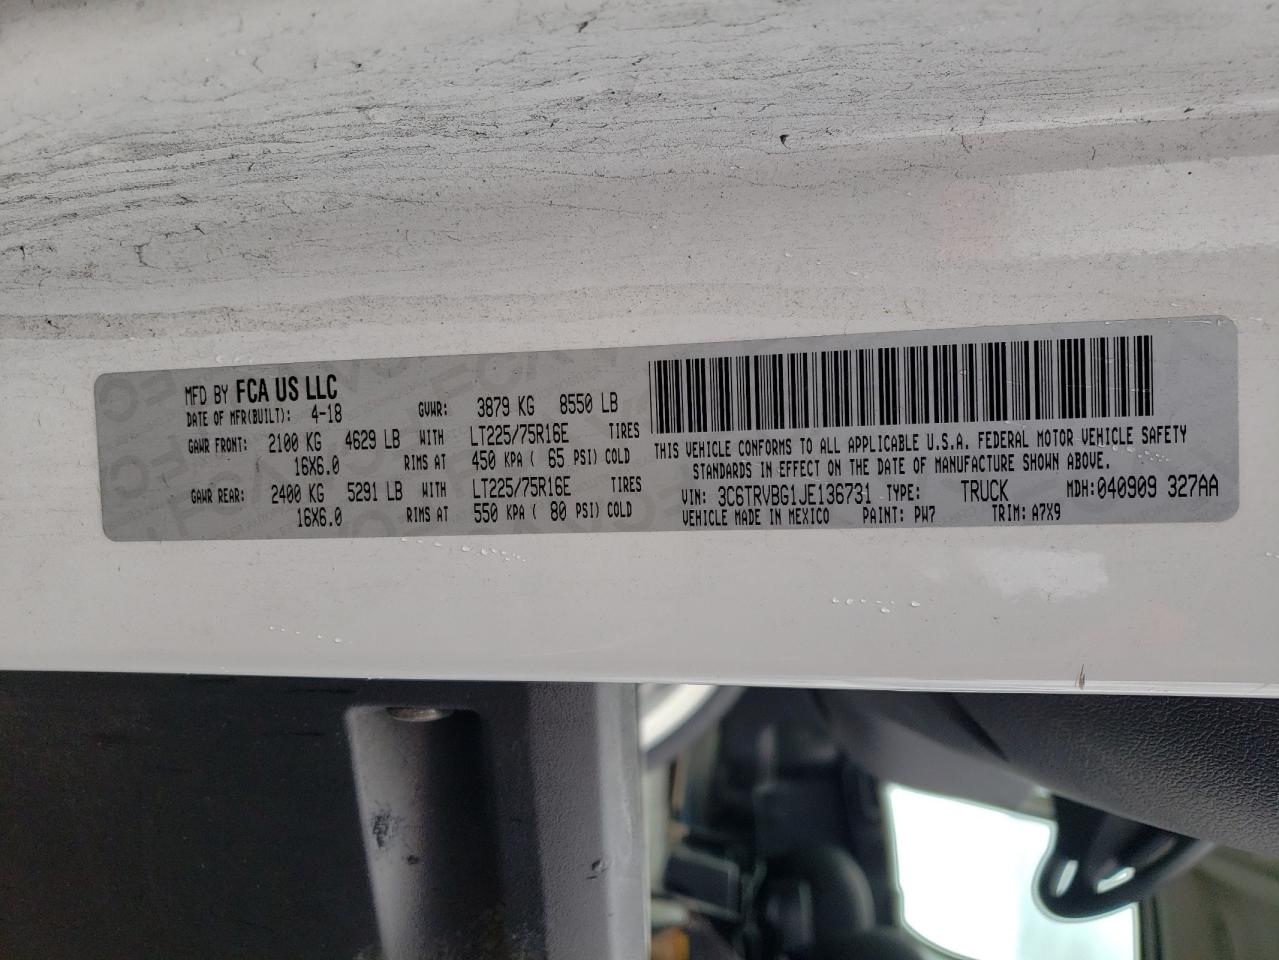 MFD BY FCA US LLC
DATE OF MFR(BUILT): 4-18 GVWR: 3879 KG 8550 LB
GAWR FRONT: 2100 KG 4629 LB WITH LT225/75R16E TIRES
16X6.0 RIMS AT 450 KPA ( 65 PSI) COLD
GAWR REAR: 2400 KG 5291 LB WITH LT225/75R16E TIRES
16X6.0 RIMS AT 550 KPA ( 80 PSI) COLD
THIS VEHICLE CONFORMS TO ALL APPLICABLE U.S.A. FEDERAL MOTOR VEHICLE SAFETY
STANDARDS IN EFFECT ON THE DATE OF MANUFACTURE SHOWN ABOVE.
VIN: 3C6TRVBG1JE136731 TYPE: TRUCK MDH:040909 327AA
VEHICLE MADE IN MEXICO PAINT: PW7 TRIM: A7X9